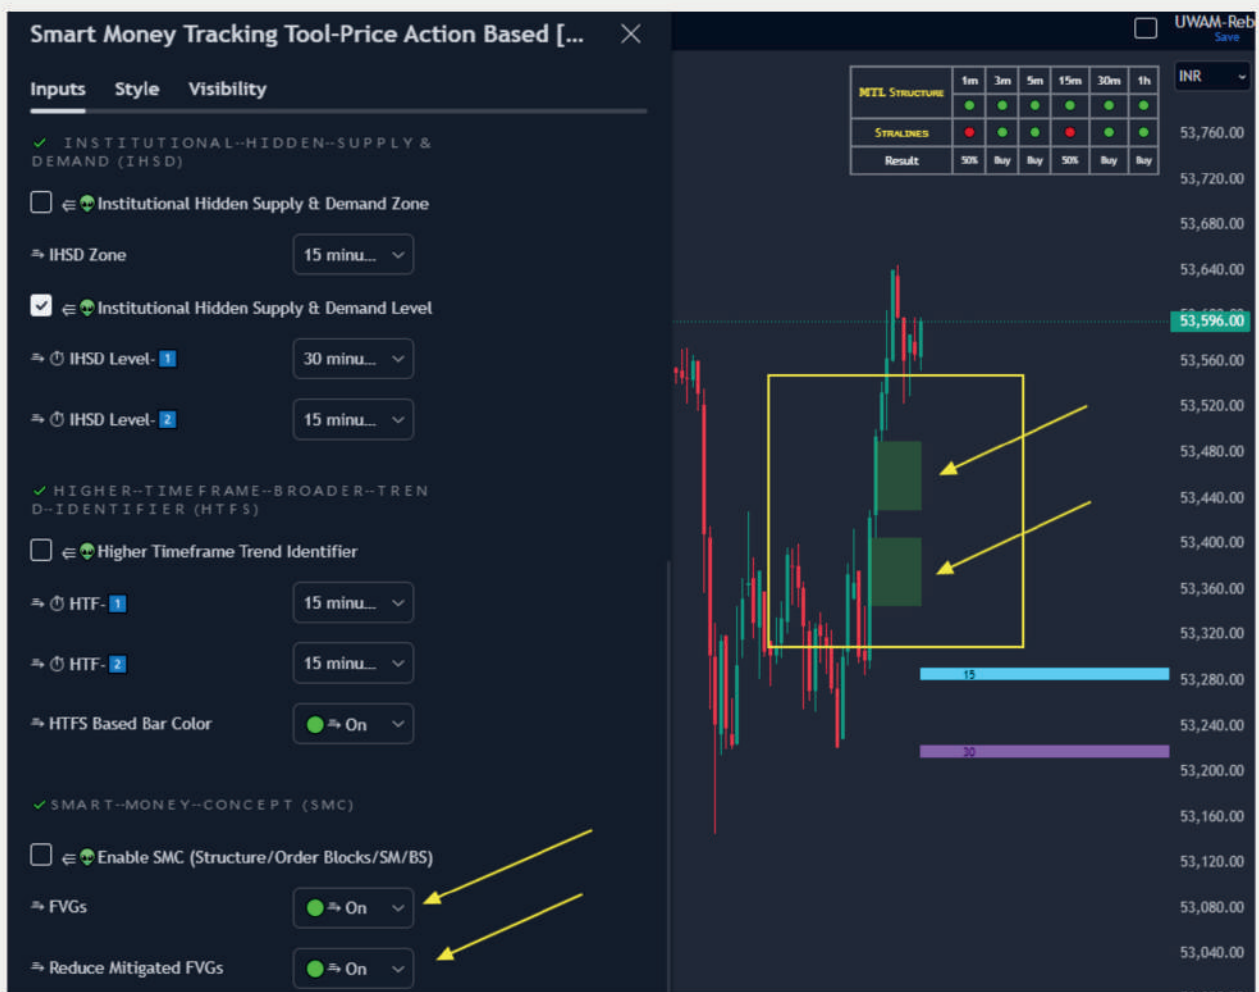 Smart Money Tracking Tool-Price Action Based [...
Inputs Style Visibility
INSTITUTIONAL--HIDDEN--SUPPLY &
DEMAND (IHSD)
Institutional Hidden Supply & Demand Zone
IHSD Zone 15 minu...
Institutional Hidden Supply & Demand Level
IHSD Level- 1 30 minu...
IHSD Level- 2 15 minu...
HIGHER--TIMEFRAME--BROADER--TREN
D--IDENTIFIER (HTFS)
Higher Timeframe Trend Identifier
HTF- 1 15 minu...
HTF- 2 15 minu...
HTFS Based Bar Color On
SMART--MONEY--CONCEPT (SMC)
Enable SMC (Structure/Order Blocks/SM/BS)
FVGs On
Reduce Mitigated FVGs On
UWAM-Reb
Save
INR
MTL STRUCTURE 1m 3m 5m 15m 30m 1h
STRALINES
Result 50% Buy Buy 50% Buy Buy
53,760.00
53,720.00
53,680.00
53,640.00
53,596.00
53,560.00
53,520.00
53,480.00
53,440.00
53,400.00
53,360.00
53,320.00
15
53,280.00
53,240.00
30
53,200.00
53,160.00
53,120.00
53,080.00
53,040.00